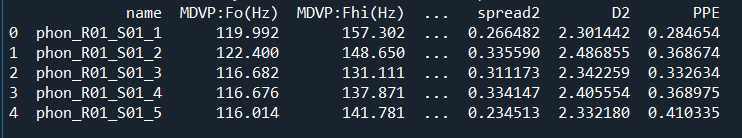 name MDVP:Fo(Hz) MDVP:Fhi(Hz) ... spread2 D2 PPE
0 phon_R01_S01_1 119.992 157.302 ... 0.266482 2.301442 0.284654
1 phon_R01_S01_2 122.400 148.650 ... 0.335590 2.486855 0.368674
2 phon_R01_S01_3 116.682 131.111 ... 0.311173 2.342259 0.332634
3 phon_R01_S01_4 116.676 137.871 ... 0.334147 2.405554 0.368975
4 phon_R01_S01_5 116.014 141.781 ... 0.234513 2.332180 0.410335